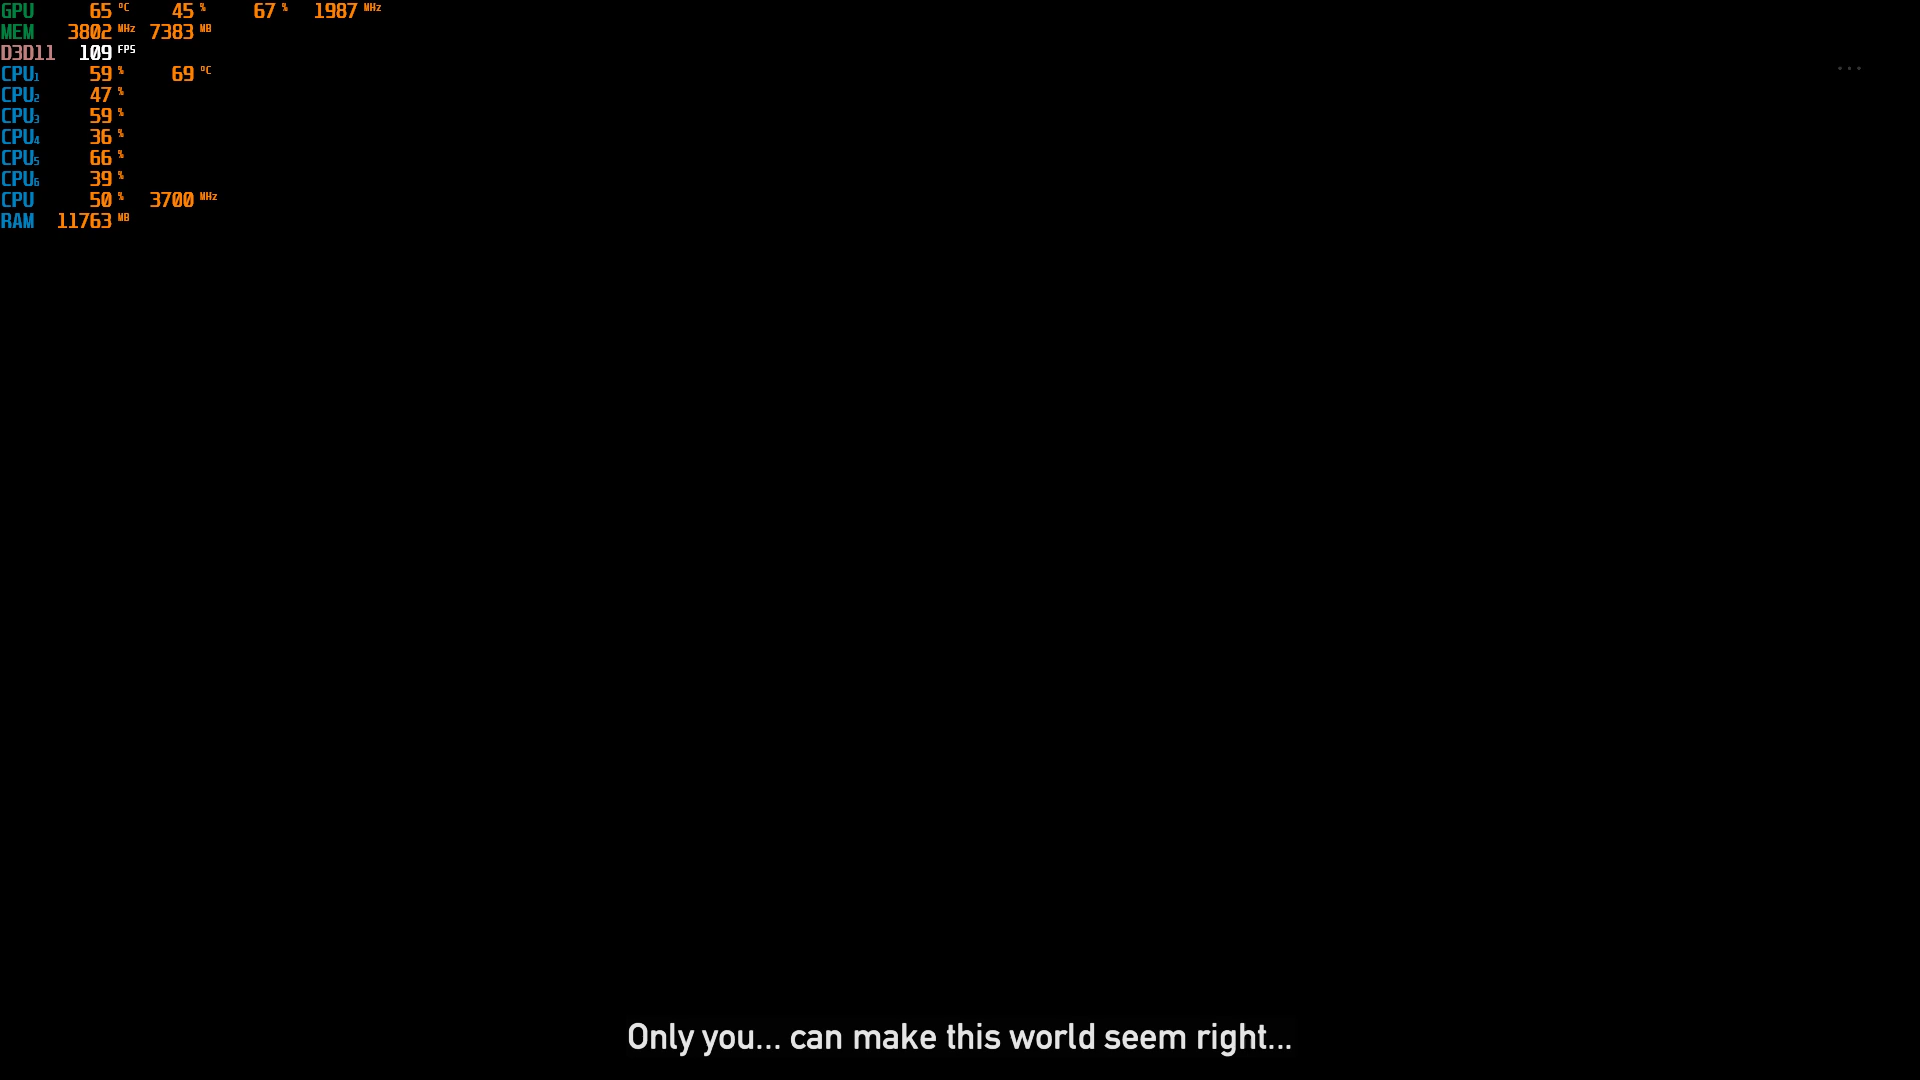 GPU 65 °C 45 % 67 % 1987 MHz
MEM 3802 MHz 7383 MB
D3D11 109 FPS
CPU1 59 % 69 °C
CPU2 47 %
CPU3 59 %
CPU4 36 %
CPU5 66 %
CPU6 39 %
CPU 50 % 3700 MHz
RAM 11763 MB
...
Only you... can make this world seem right...